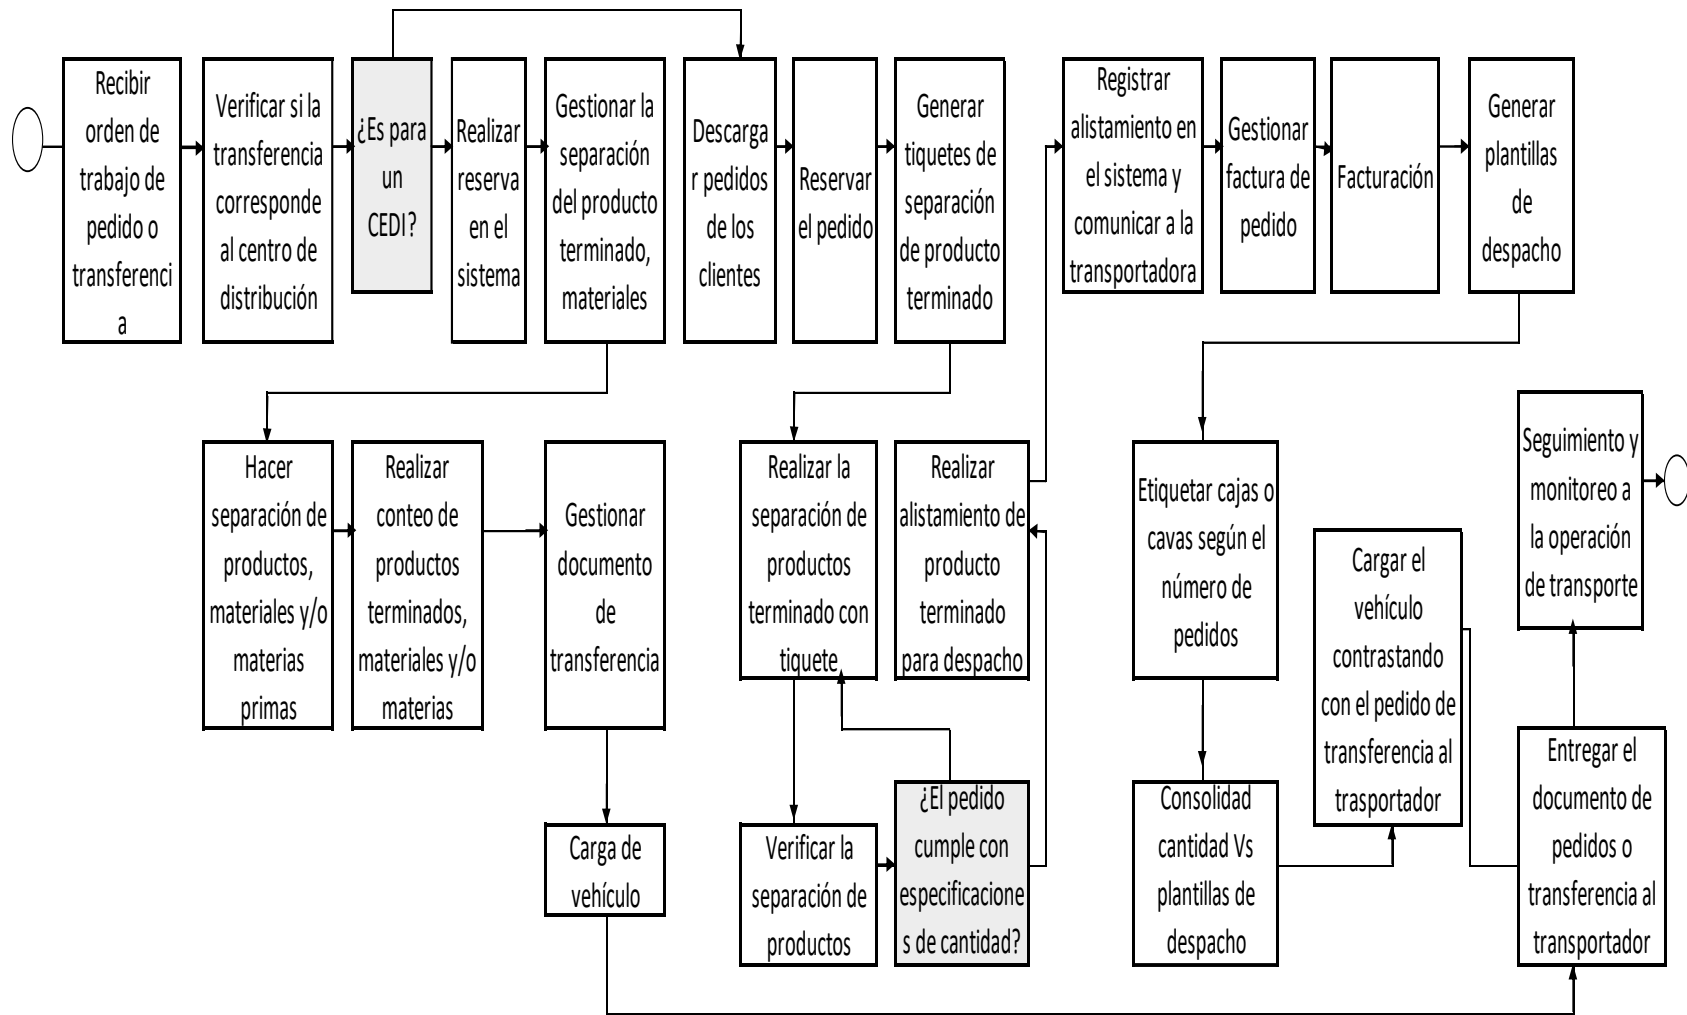 Recibir
orden de
trabajo de
pedido o
transferenci
a
Verificar si la
transferencia
corresponde
al centro de
distribución
¿Es para
un
CEDI?
Realizar
reserva
en el
sistema
Gestionar la
separación
del producto
terminado,
materiales
Descarga
r pedidos
de los
clientes
Reservar
el pedido
Generar
tiquetes de
separación
de producto
terminado
Registrar
alistamiento en
el sistema y
comunicar a la
transportadora
Gestionar
factura de
pedido
Facturación
Generar
plantillas
de
despacho
Hacer
separación de
productos,
materiales y/o
materias
primas
Realizar
conteo de
productos
terminados,
materiales y/o
materias
Gestionar
documento
de
transferencia
Realizar la
separación de
productos
terminado con
tiquete
Realizar
alistamiento de
producto
terminado
para despacho
Etiquetar cajas o
cavas según el
número de
pedidos
Cargar el
vehículo
contrastando
con el pedido de
transferencia al
trasportador
Seguimiento y
monitoreo a
la operación
de transporte
Carga de
vehículo
Verificar la
separación de
productos
¿El pedido
cumple con
especificacione
s de cantidad?
Consolidad
cantidad Vs
plantillas de
despacho
Entregar el
documento de
pedidos o
transferencia al
transportador